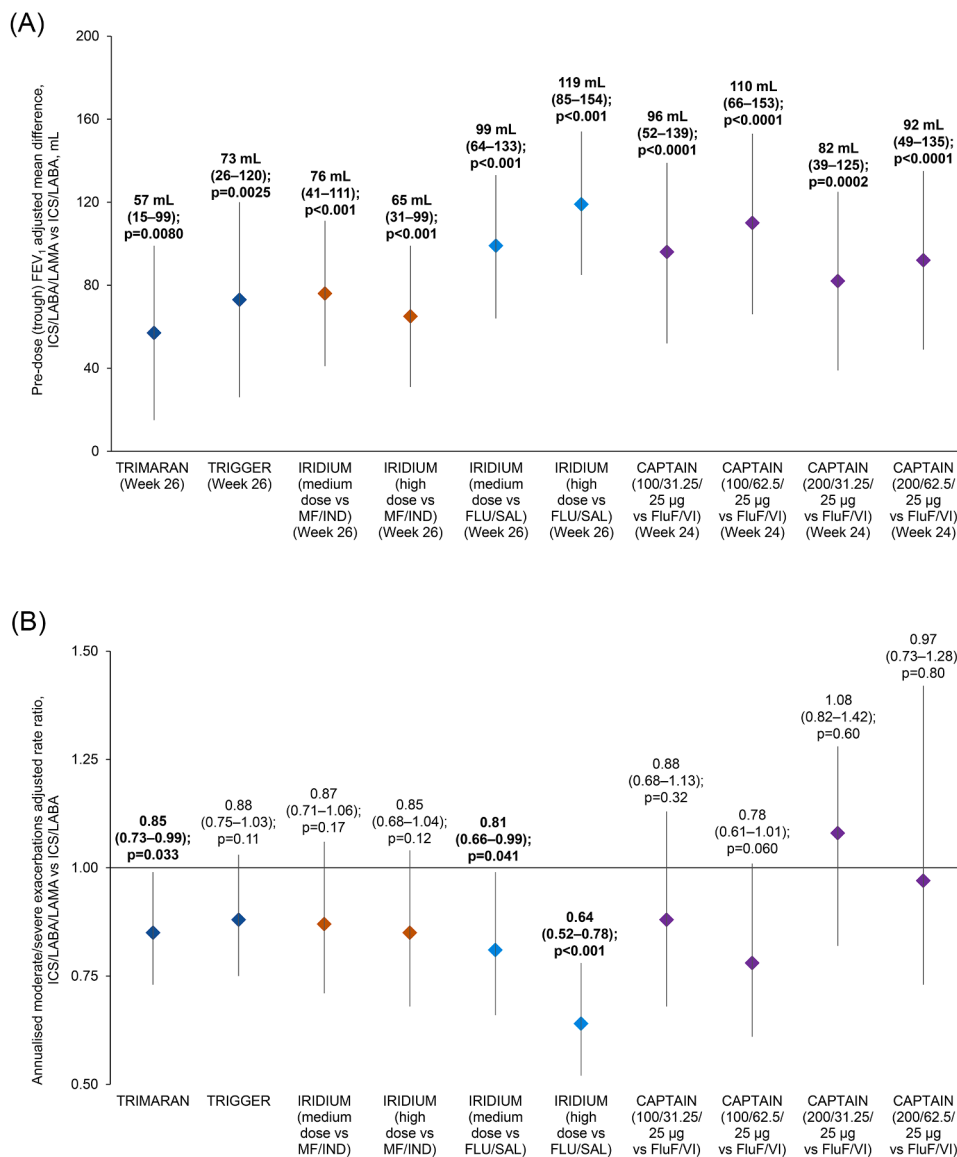 (A)
Pre-dose (trough) FEV₁ adjusted mean difference,
ICS/LABA/LAMA vs ICS/LABA, mL
200
160
120
80
40
0
57 mL
(15–99);
p=0.0080
73 mL
(26–120);
p=0.0025
76 mL
(41–111);
p<0.001
65 mL
(31–99);
p<0.001
99 mL
(64–133);
p<0.001
119 mL
(85–154);
p<0.001
96 mL
(52–139);
p<0.0001
110 mL
(66–153);
p<0.0001
82 mL
(39–125);
p=0.0002
92 mL
(49–135);
p<0.0001
TRIMARAN
(Week 26)
TRIGGER
(Week 26)
IRIDIUM
(medium
dose vs
MF/IND)
(Week 26)
IRIDIUM
(high
dose vs
MF/IND)
(Week 26)
IRIDIUM
(medium
dose vs
FLU/SAL)
(Week 26)
IRIDIUM
(high
dose vs
FLU/SAL)
(Week 26)
CAPTAIN
(100/31.25/
25 µg
vs FluF/VI)
(Week 24)
CAPTAIN
(100/62.5/
25 µg
vs FluF/VI)
(Week 24)
CAPTAIN
(200/31.25/
25 µg
vs FluF/VI)
(Week 24)
CAPTAIN
(200/62.5/
25 µg
vs FluF/VI)
(Week 24)
(B)
Annualised moderate/severe exacerbations adjusted rate ratio,
ICS/LABA/LAMA vs ICS/LABA
1.50
1.25
1.00
0.75
0.50
0.85
(0.73–0.99);
p=0.033
0.88
(0.75–1.03);
p=0.11
0.87
(0.71–1.06);
p=0.17
0.85
(0.68–1.04);
p=0.12
0.81
(0.66–0.99);
p=0.041
0.64
(0.52–0.78);
p<0.001
0.88
(0.68–1.13);
p=0.32
0.78
(0.61–1.01);
p=0.060
1.08
(0.82–1.42);
p=0.60
0.97
(0.73–1.28)
p=0.80
TRIMARAN
TRIGGER
IRIDIUM
(medium
dose vs
MF/IND)
IRIDIUM
(high
dose vs
MF/IND)
IRIDIUM
(medium
dose vs
FLU/SAL)
IRIDIUM
(high
dose vs
FLU/SAL)
CAPTAIN
(100/31.25/
25 µg
vs FluF/VI)
CAPTAIN
(100/62.5/
25 µg
vs FluF/VI)
CAPTAIN
(200/31.25/
25 µg
vs FluF/VI)
CAPTAIN
(200/62.5/
25 µg
vs FluF/VI)